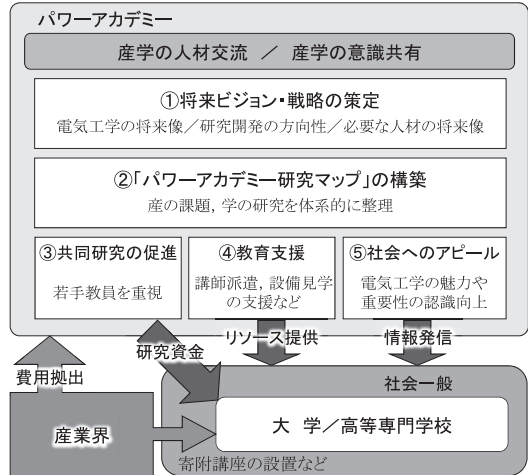 パワーアカデミー
産学の人材交流 ／ 産学の意識共有
①将来ビジョン・戦略の策定
電気工学の将来像／研究開発の方向性／必要な人材の将来像
②「パワーアカデミー研究マップ」の構築
産の課題, 学の研究を体系的に整理
③共同研究の促進
若手教員を重視
④教育支援
講師派遣, 設備見学
の支援など
⑤社会へのアピール
電気工学の魅力や
重要性の認識向上
研究資金
リソース提供
情報発信
費用拠出
社会一般
産業界
大 学／高等専門学校
寄附講座の設置など